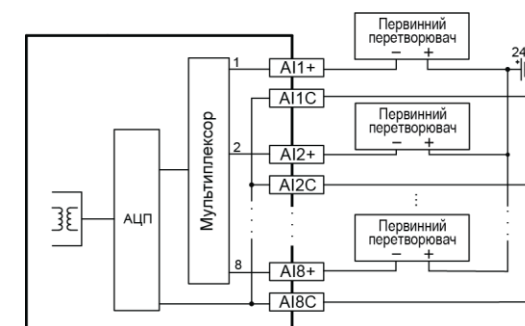 Первинний
перетворювач
− +
24
1
AI1+
AI1C
Первинний
перетворювач
− +
2
AI2+
AI2C
Мультиплексор
АЦП
Первинний
перетворювач
− +
8
AI8+
AI8C